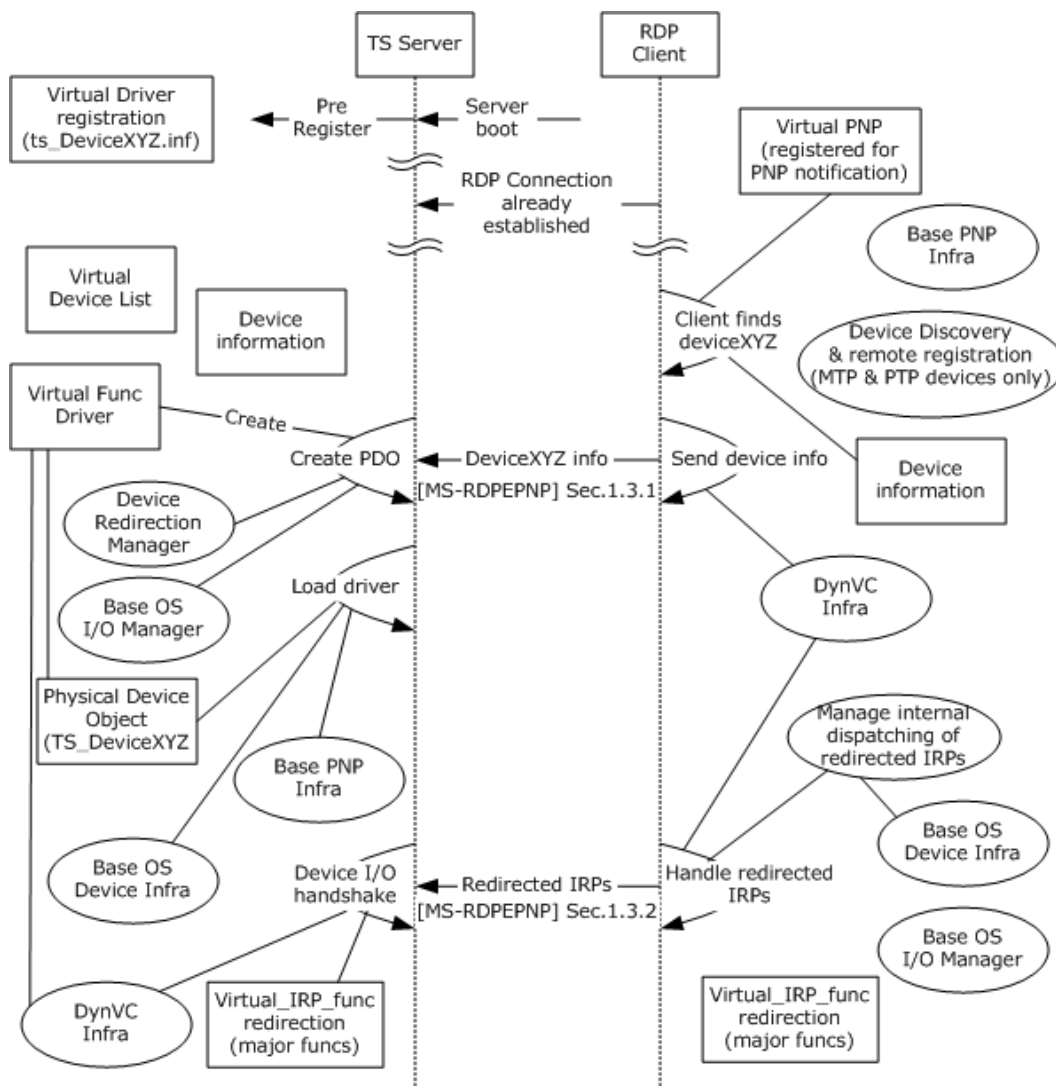 TS Server
RDP
Client
Virtual Driver
registration
(ts_DeviceXYZ.inf)
Pre
Register
Server
boot
Virtual PNP
(registered for
PNP notification)
RDP Connection
already
established
Base PNP
Infra
Virtual
Device List
Device
information
Client finds
deviceXYZ
Device Discovery
& remote registration
(MTP & PTP devices only)
Virtual Func
Driver
Create
Create PDO
DeviceXYZ info
[MS-RDPEPNP] Sec.1.3.1
Send device info
Device
information
Device
Redirection
Manager
Load driver
Base OS
I/O Manager
DynVC
Infra
Physical Device
Object
(TS_DeviceXYZ
Manage internal
dispatching of
redirected IRPs
Base PNP
Infra
Base OS
Device Infra
Base OS
Device Infra
Device I/O
handshake
Redirected IRPs
[MS-RDPEPNP] Sec.1.3.2
Handle redirected
IRPs
Base OS
I/O Manager
DynVC
Infra
Virtual_IRP_func
redirection
(major funcs)
Virtual_IRP_func
redirection
(major funcs)